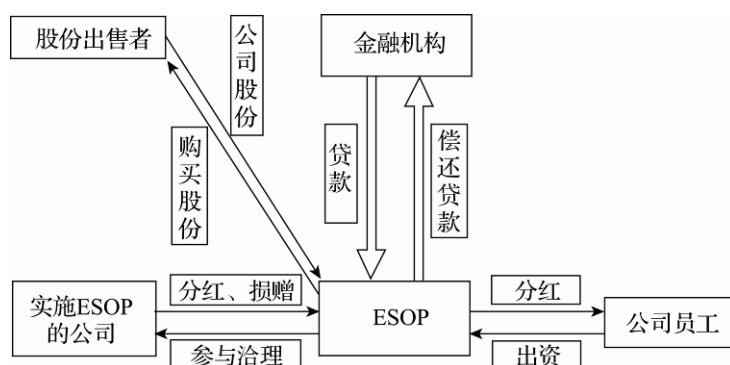 股份出售者
公司股份
购买股份
金融机构
贷款
偿还贷款
实施ESOP
的公司
分红、损赠
参与治理
ESOP
分红
出资
公司员工